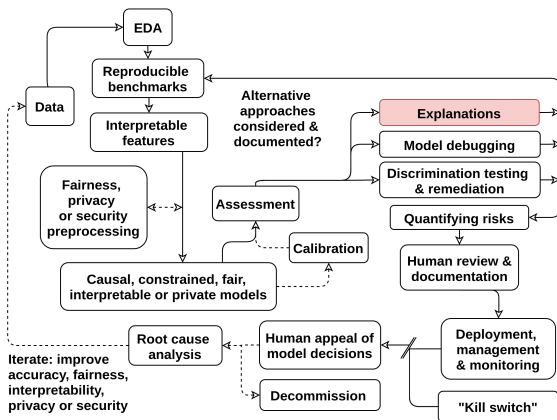 EDA
Reproducible
benchmarks
Data
Interpretable
features
Alternative
approaches
considered &
documented?
Explanations
Model debugging
Discrimination testing
& remediation
Fairness,
privacy
or security
preprocessing
Assessment
Quantifying risks
Calibration
Human review &
documentation
Causal, constrained, fair,
interpretable or private models
Root cause
analysis
Human appeal of
model decisions
Deployment,
management
& monitoring
Iterate: improve
accuracy, fairness,
interpretability,
privacy or security
Decommission
"Kill switch"